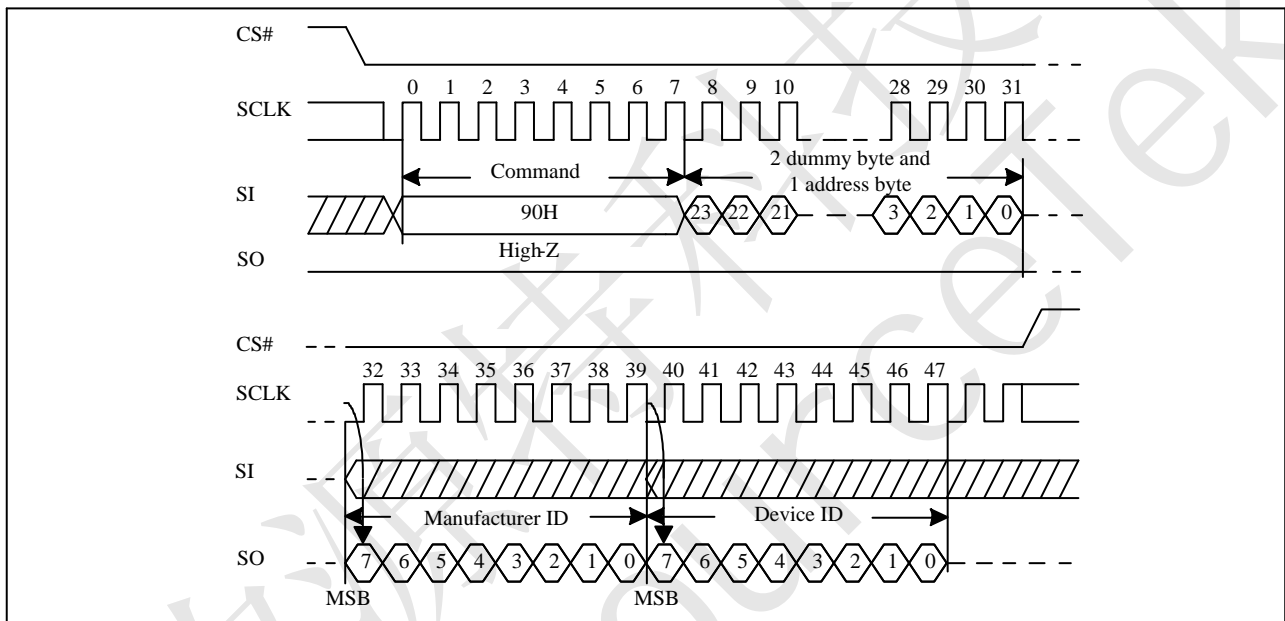 CS#
0 1 2 3 4 5 6 7 8 9 10 28 29 30 31
SCLK
Command
2 dummy byte and
1 address byte
SI
90H
23 22 21 3 2 1 0
High-Z
SO
CS#
32 33 34 35 36 37 38 39 40 41 42 43 44 45 46 47
SCLK
SI
Manufacturer ID
Device ID
SO
7 6 5 4 3 2 1 0 7 6 5 4 3 2 1 0
MSB
MSB